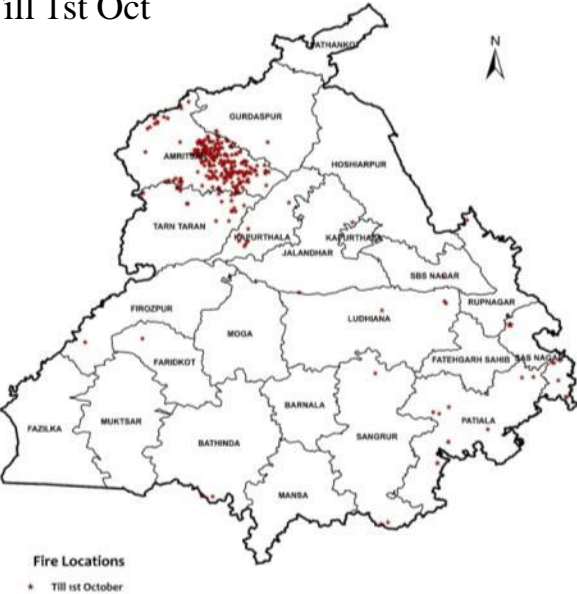 ill 1st Oct
N
PATHANKOT
GURDASPUR
AMRITSAR
HOSHIARPUR
TARN TARAN
KAPURTHALA
KAPURTHALA
JALANDHAR
SBS NAGAR
FIROZPUR
RUPNAGAR
LUDHIANA
MOGA
FARIDKOT
FATEHGARH SAHIB
SAS NAGAR
BARNALA
PATIALA
FAZILKA
MUKTSAR
BATHINDA
SANGRUR
MANSA
Fire Locations
Till 1st October